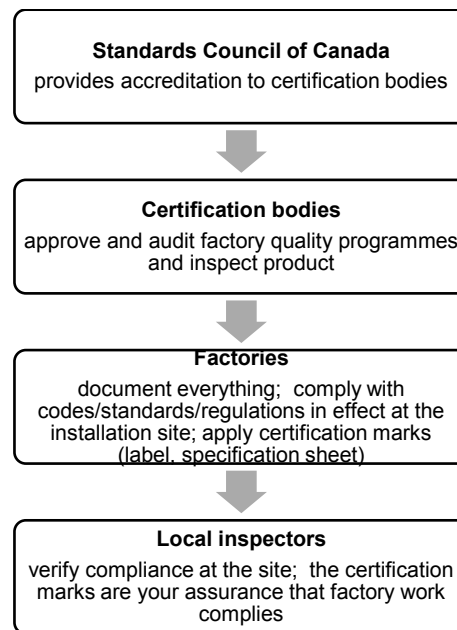 Standards Council of Canada
provides accreditation to certification bodies
Certification bodies
approve and audit factory quality programmes
and inspect product
Factories
document everything;  comply with
codes/standards/regulations in effect at the
installation site; apply certification marks
(label, specification sheet)
Local inspectors
verify compliance at the site;  the certification
marks are your assurance that factory work
complies